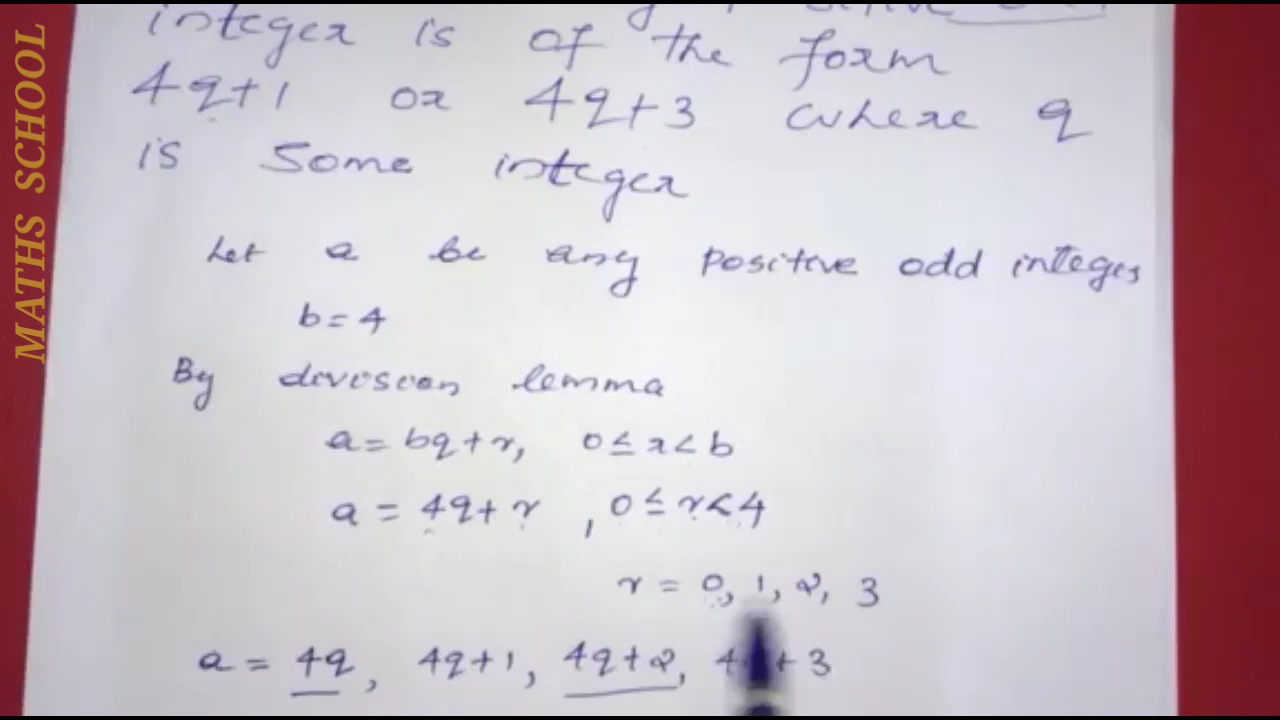 MATHS SCHOOL
integer is of the form
4q+1 or 4q+3 where q
is some integer
Let a be any positive odd integer
b = 4
By division lemma
a = bq + r, 0 ≤ r < b
a = 4q + r , 0 ≤ r < 4
r = 0, 1, 2, 3
a = 4q, 4q+1, 4q+2, 4q+3